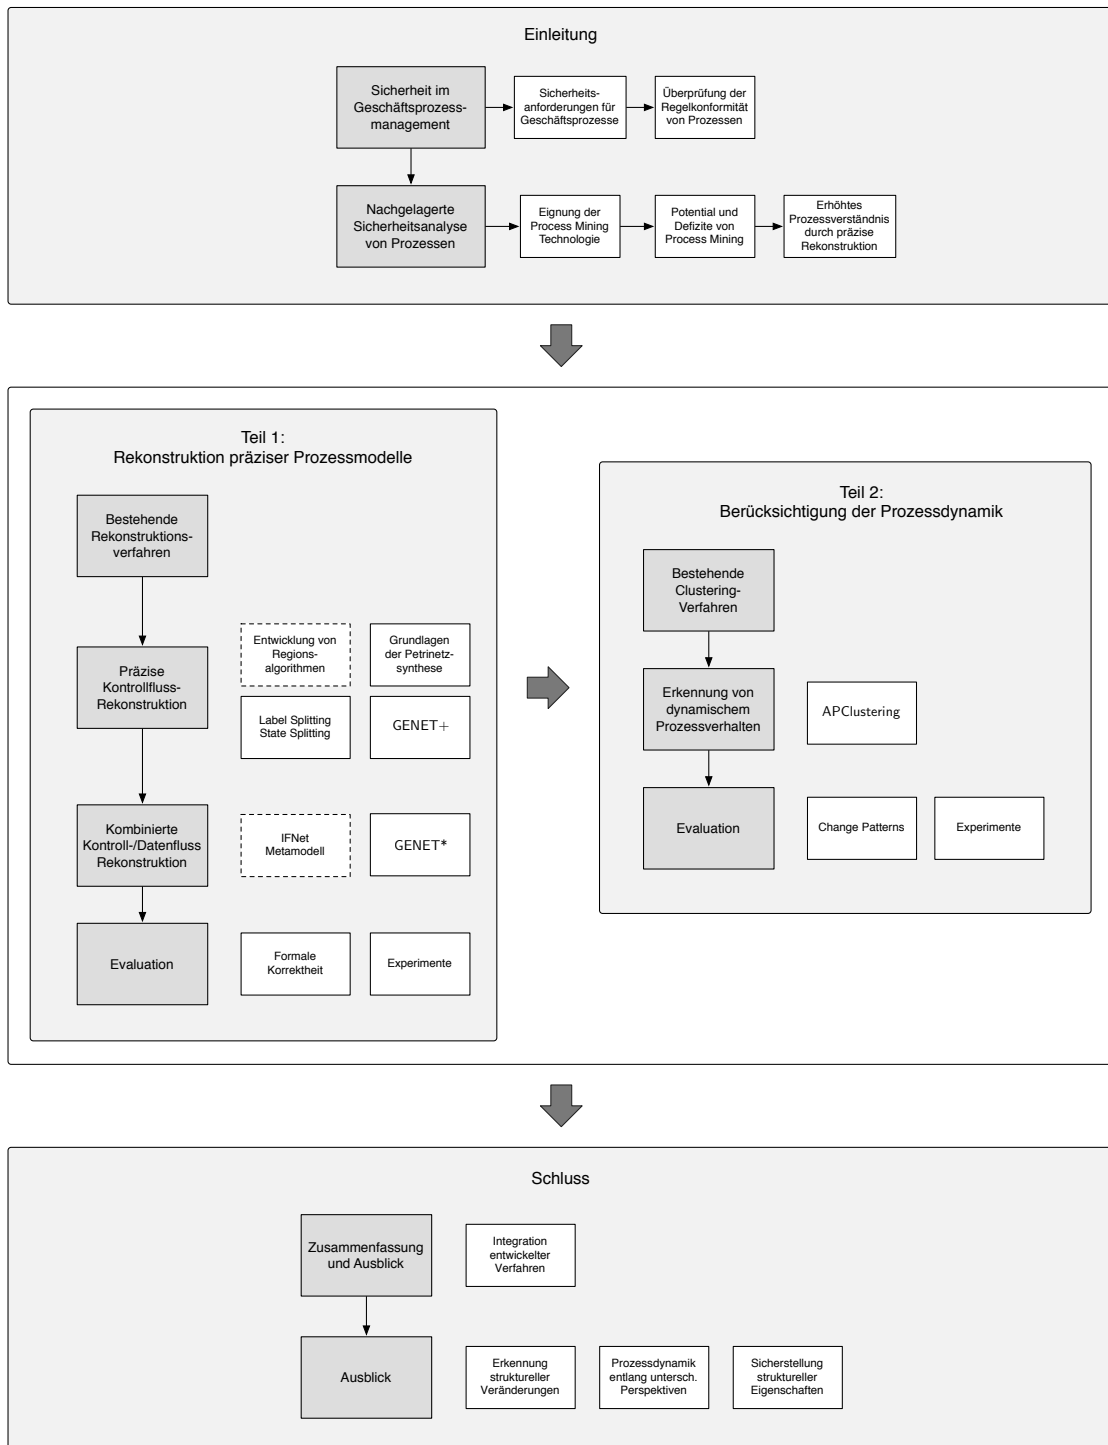 Einleitung
Sicherheit im
Geschäftsprozess-
management
Sicherheits-
anforderungen für
Geschäftsprozesse
Überprüfung der
Regelkonformität
von Prozessen
Nachgelagerte
Sicherheitsanalyse
von Prozessen
Eignung der
Process Mining
Technologie
Potential und
Defizite von
Process Mining
Erhöhtes
Prozessverständnis
durch präzise
Rekonstruktion
Teil 1:
Rekonstruktion präziser Prozessmodelle
Bestehende
Rekonstruktions-
verfahren
Präzise
Kontrollfluss-
Rekonstruktion
Entwicklung von
Regions-
algorithmen
Grundlagen
der Petrinetz-
synthese
Label Splitting
State Splitting
GENET+
Kombinierte
Kontroll-/Datenfluss
Rekonstruktion
IFNet
Metamodell
GENET*
Evaluation
Formale
Korrektheit
Experimente
Teil 2:
Berücksichtigung der Prozessdynamik
Bestehende
Clustering-
Verfahren
Erkennung von
dynamischem
Prozessverhalten
APClustering
Evaluation
Change Patterns
Experimente
Schluss
Zusammenfassung
und Ausblick
Integration
entwickelter
Verfahren
Ausblick
Erkennung
struktureller
Veränderungen
Prozessdynamik
entlang untersch.
Perspektiven
Sicherstellung
struktureller
Eigenschaften